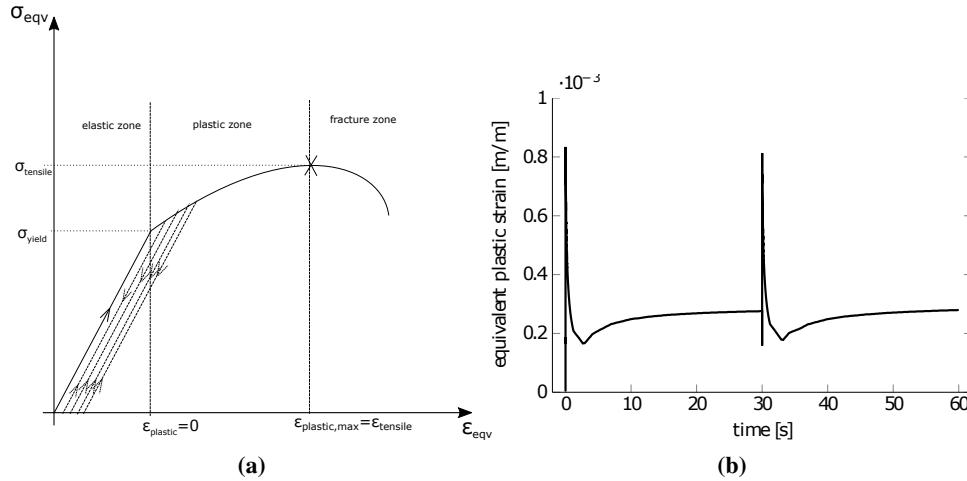 σeqv
elastic zone
plastic zone
fracture zone
σtensile
σyield
εplastic=0
εplastic,max=εtensile
εeqv
(a)
·10⁻³
1
0.8
0.6
0.4
0.2
0
equivalent plastic strain [m/m]
0 10 20 30 40 50 60
time [s]
(b)